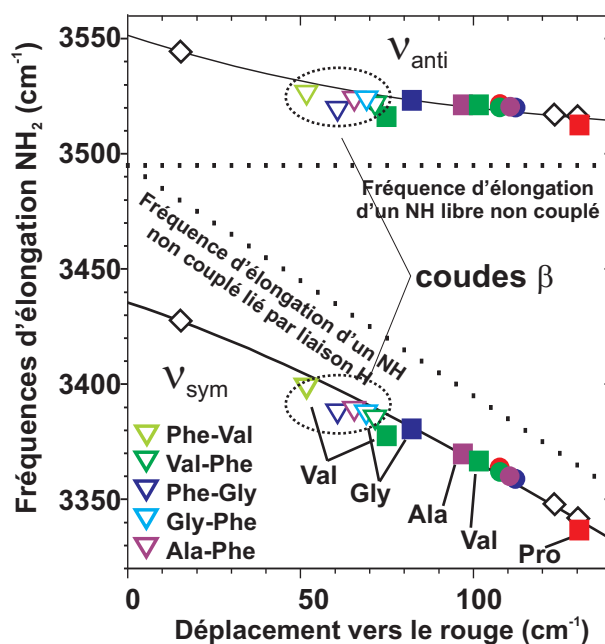 Fréquences d'élongation NH₂ (cm⁻¹)
3550
3500
3450
3400
3350
ν anti
Fréquence d'élongation
d'un NH libre non couplé
Fréquence d'élongation d'un NH
non couplé lié par liaison H
coudes β
ν sym
Phe-Val
Val-Phe
Phe-Gly
Gly-Phe
Ala-Phe
Val
Gly
Ala
Val
Pro
0
50
100
Déplacement vers le rouge (cm⁻¹)